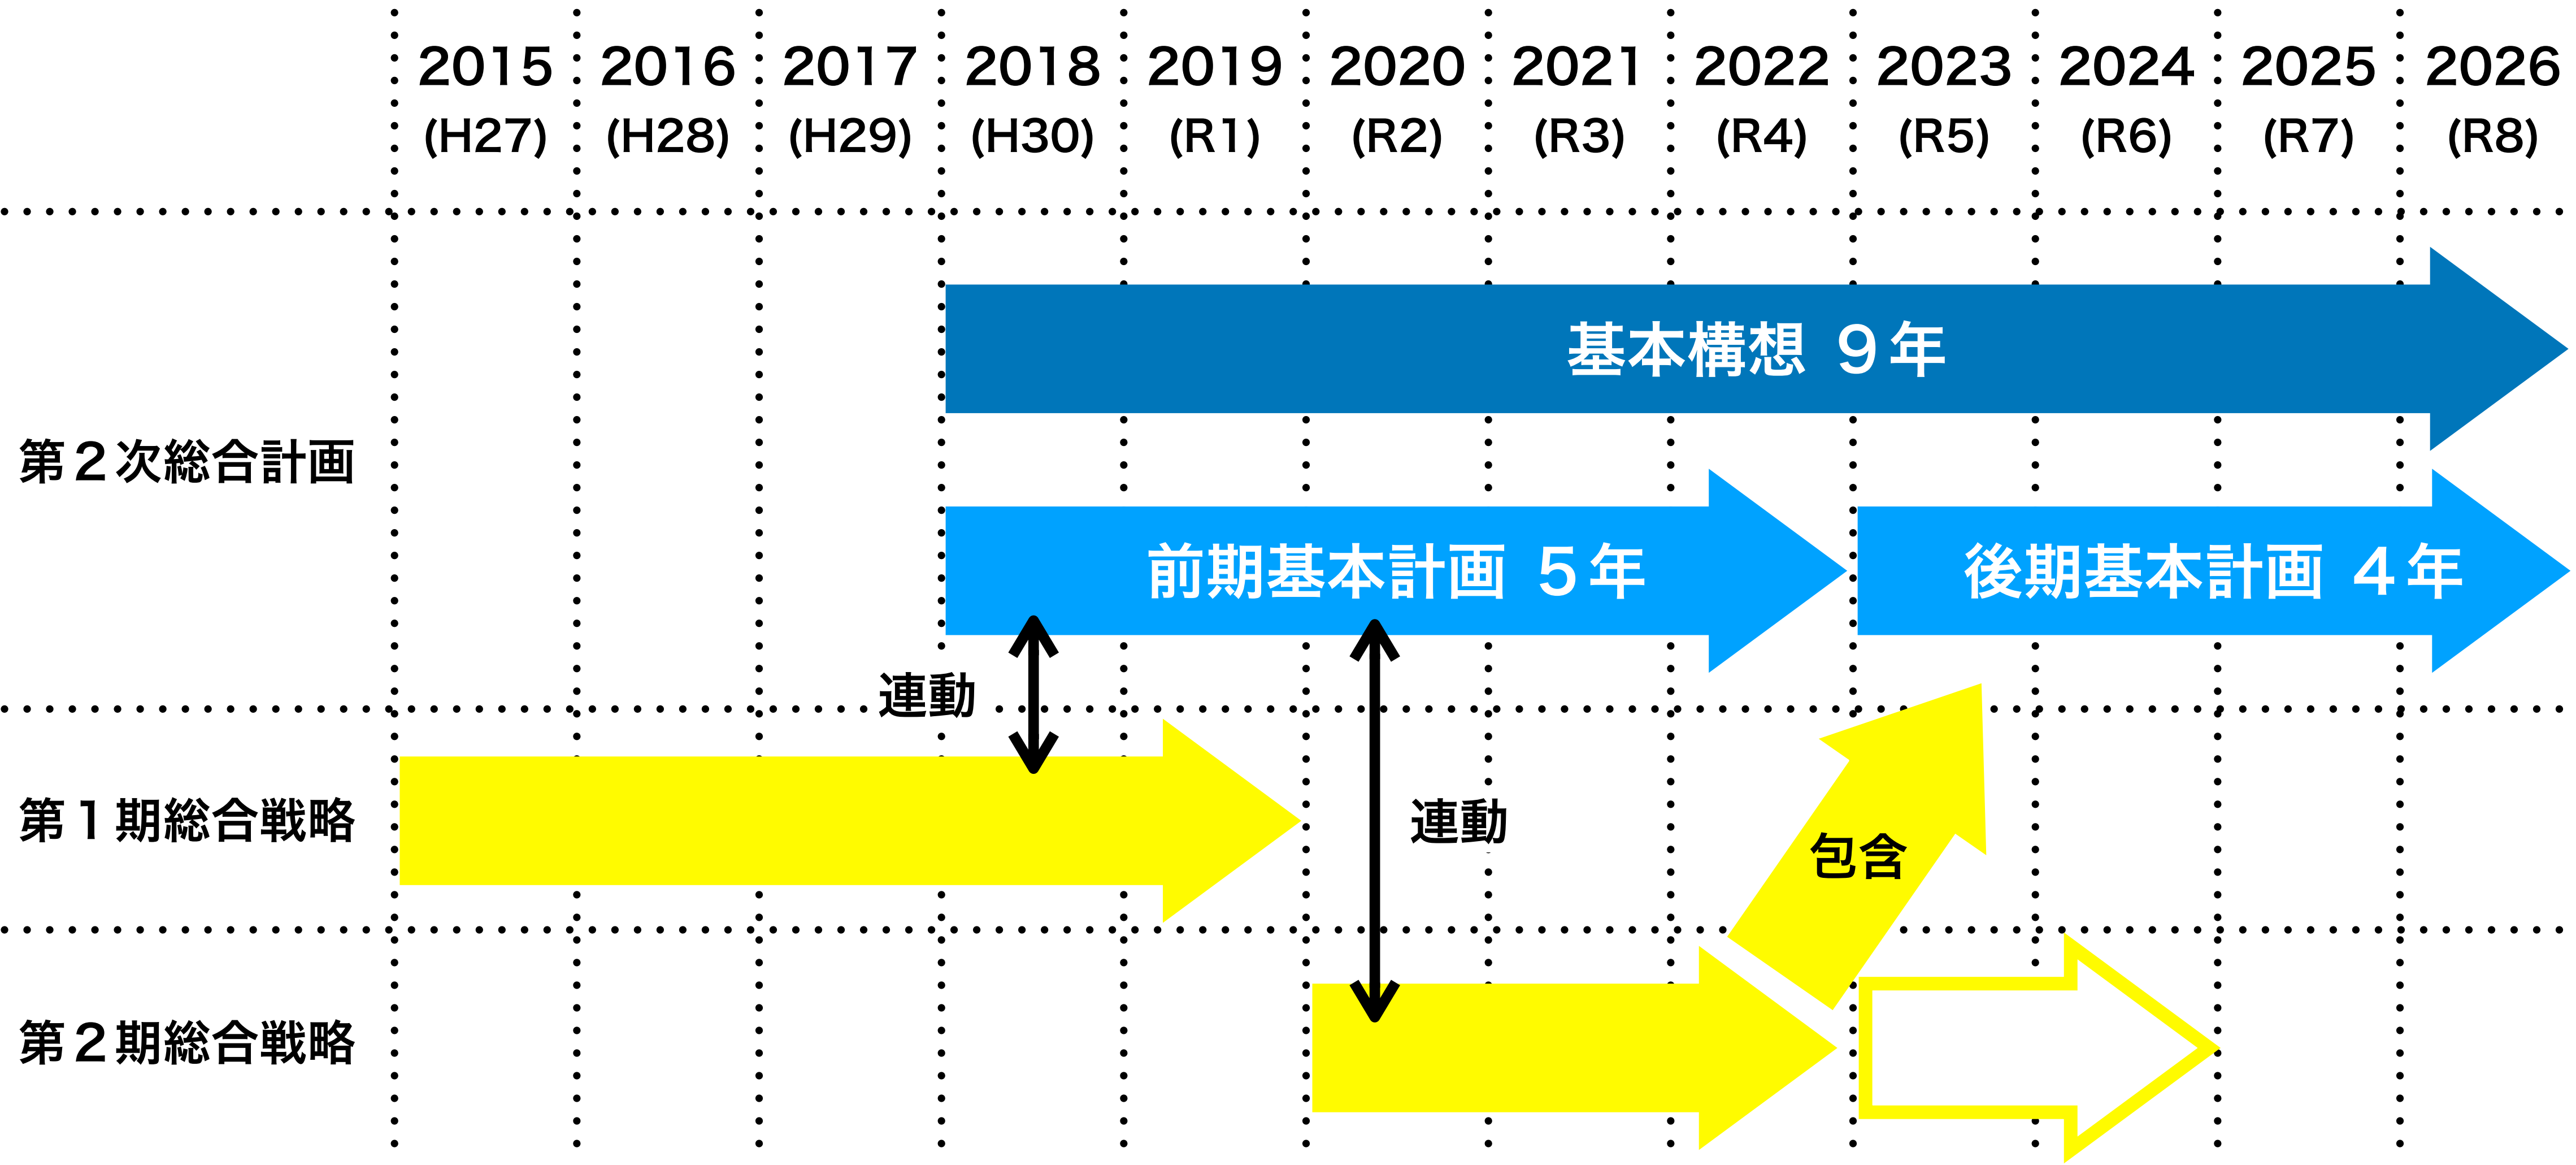 2015 2016 2017 2018 2019 2020 2021 2022 2023 2024 2025 2026
(H27) (H28) (H29) (H30) (R1) (R2) (R3) (R4) (R5) (R6) (R7) (R8)
基本構想 9年
第2次総合計画
前期基本計画 5年 後期基本計画 4年
連動
第1期総合戦略 連動 包含
第2期総合戦略